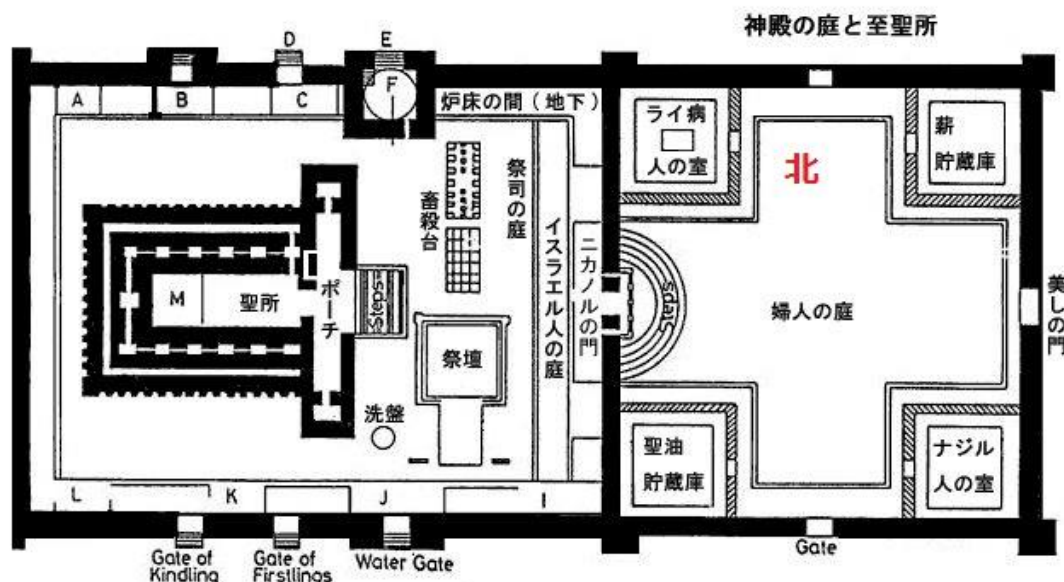 神殿の庭と至聖所
D
E
A
B
C
F
炉床の間（地下）
ライ病
人の室
北
薪
貯蔵庫
祭司の庭
畜殺台
イスラエル人の庭
ニカノルの門
Steps
M
聖所
ポーチ
Steps
祭壇
婦人の庭
美しの門
洗盤
聖油
貯蔵庫
ナジル
人の室
L
K
J
I
Gate of
Kindling
Gate of
Firstlings
Water Gate
Gate